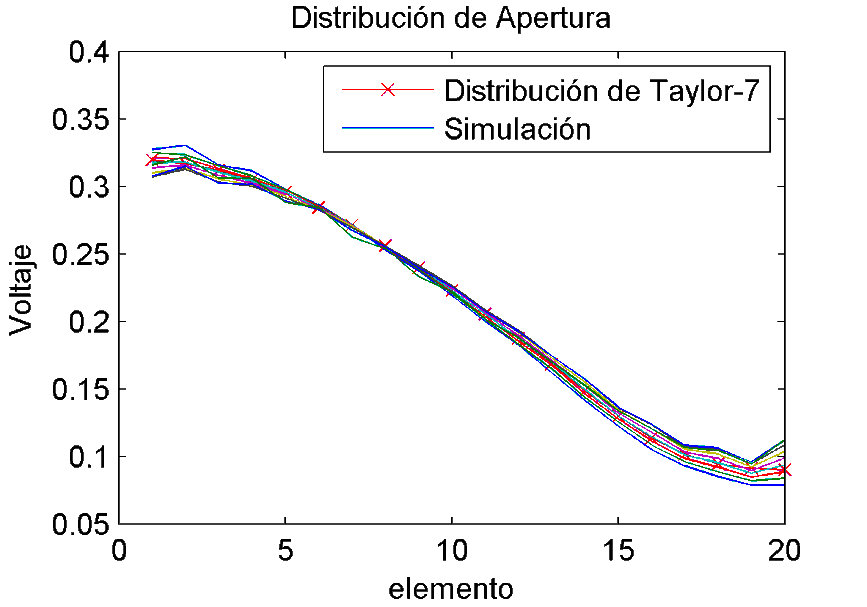 Distribución de Apertura
0.4
0.35
0.3
0.25
0.2
0.15
0.1
0.05
Voltaje
Distribución de Taylor-7
Simulación
0 5 10 15 20
elemento